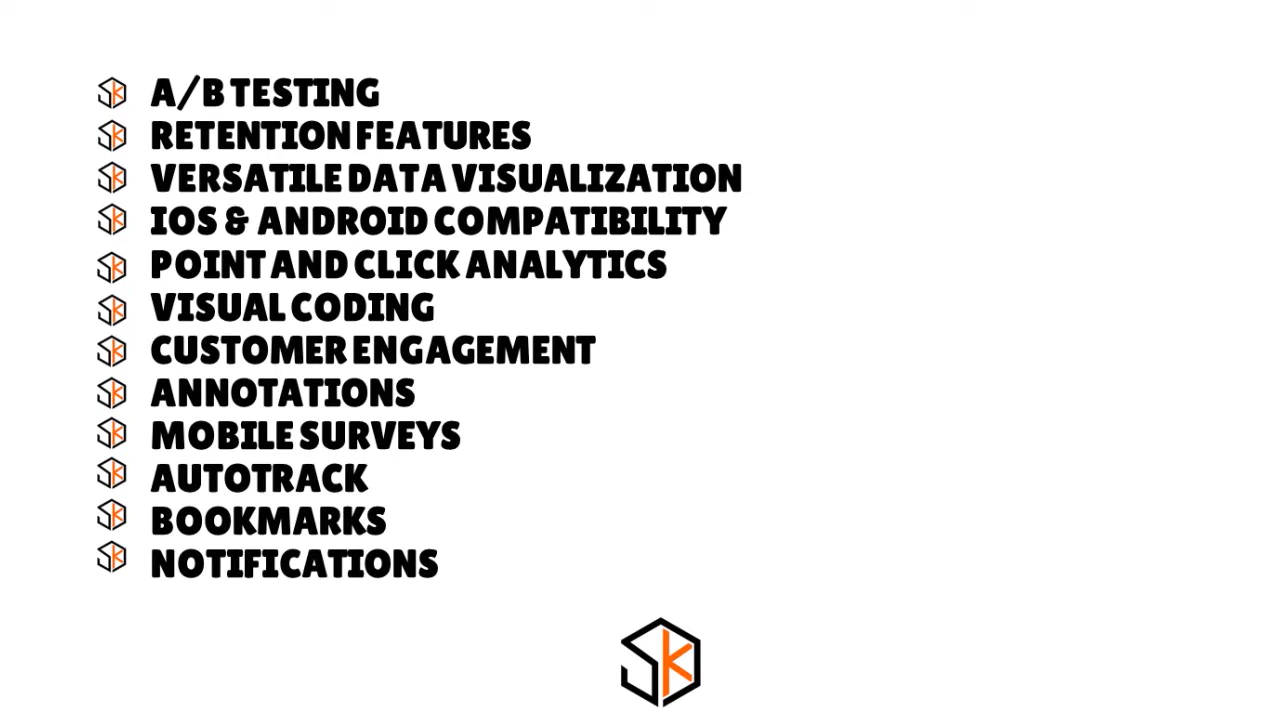 A/B TESTING
RETENTION FEATURES
VERSATILE DATA VISUALIZATION
IOS & ANDROID COMPATIBILITY
POINT AND CLICK ANALYTICS
VISUAL CODING
CUSTOMER ENGAGEMENT
ANNOTATIONS
MOBILE SURVEYS
AUTOTRACK
BOOKMARKS
NOTIFICATIONS
SK